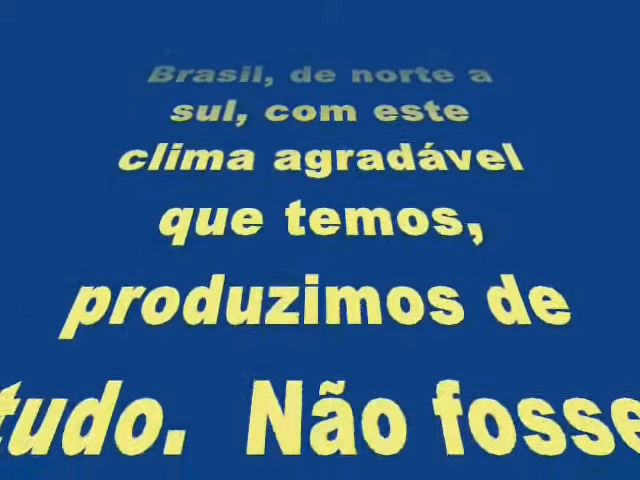 Brasil, de norte a
sul, com este
clima agradável
que temos,
produzimos de
tudo. Não fosse